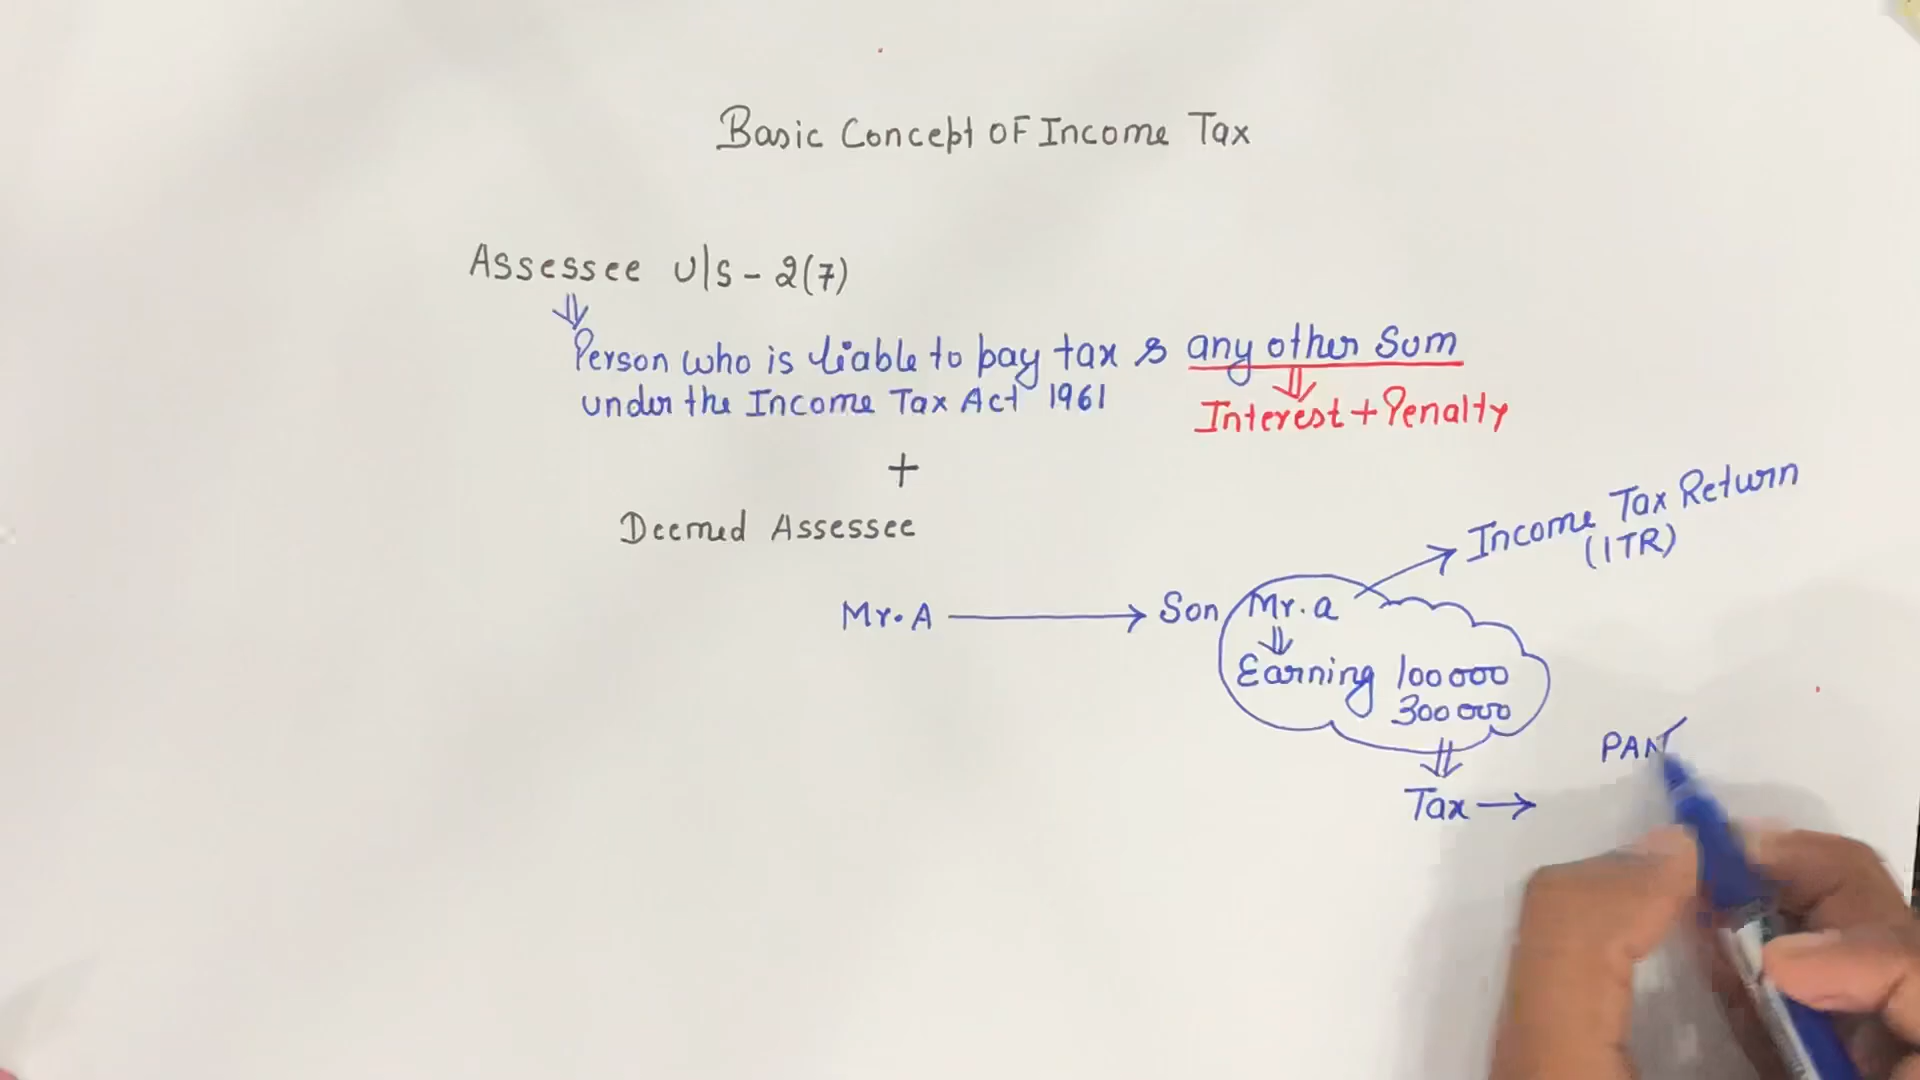 Basic Concept OF Income Tax
Assessee U/S - 2(7)
Person who is liable to pay tax & any other Sum
under the Income Tax Act 1961
Interest + Penalty
+
Deemed Assessee
Income Tax Return
(ITR)
Mr. A → Son Mr. a
Earning 100000
300000
PAN
Tax →